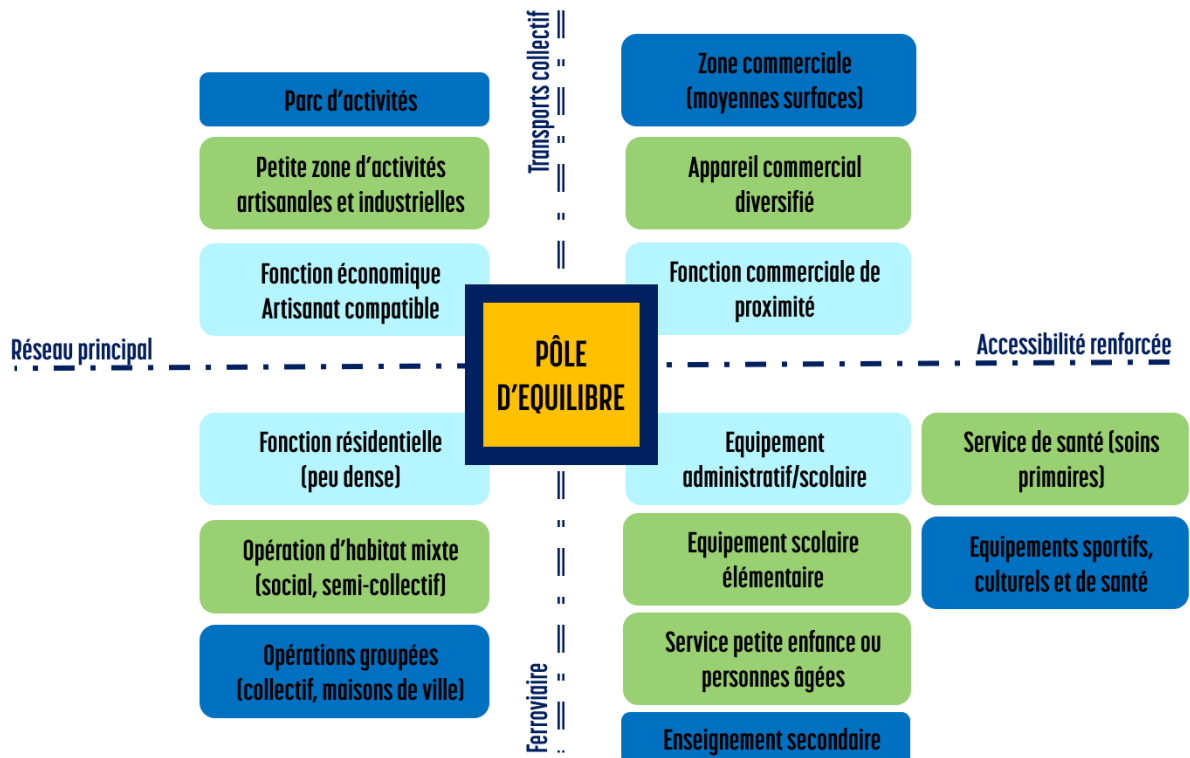 Transports collectif
Parc d'activités
Petite zone d'activités
artisanales et industrielles
Fonction économique
Artisanat compatible
Zone commerciale
(moyennes surfaces)
Appareil commercial
diversifié
Fonction commerciale de
proximité
Réseau principal
PÔLE
D'EQUILIBRE
Accessibilité renforcée
Fonction résidentielle
(peu dense)
Opération d'habitat mixte
(social, semi-collectif)
Opérations groupées
(collectif, maisons de ville)
Ferroviaire
Equipement
administratif/scolaire
Equipement scolaire
élémentaire
Service petite enfance ou
personnes âgées
Enseignement secondaire
Service de santé (soins
primaires)
Equipements sportifs,
culturels et de santé